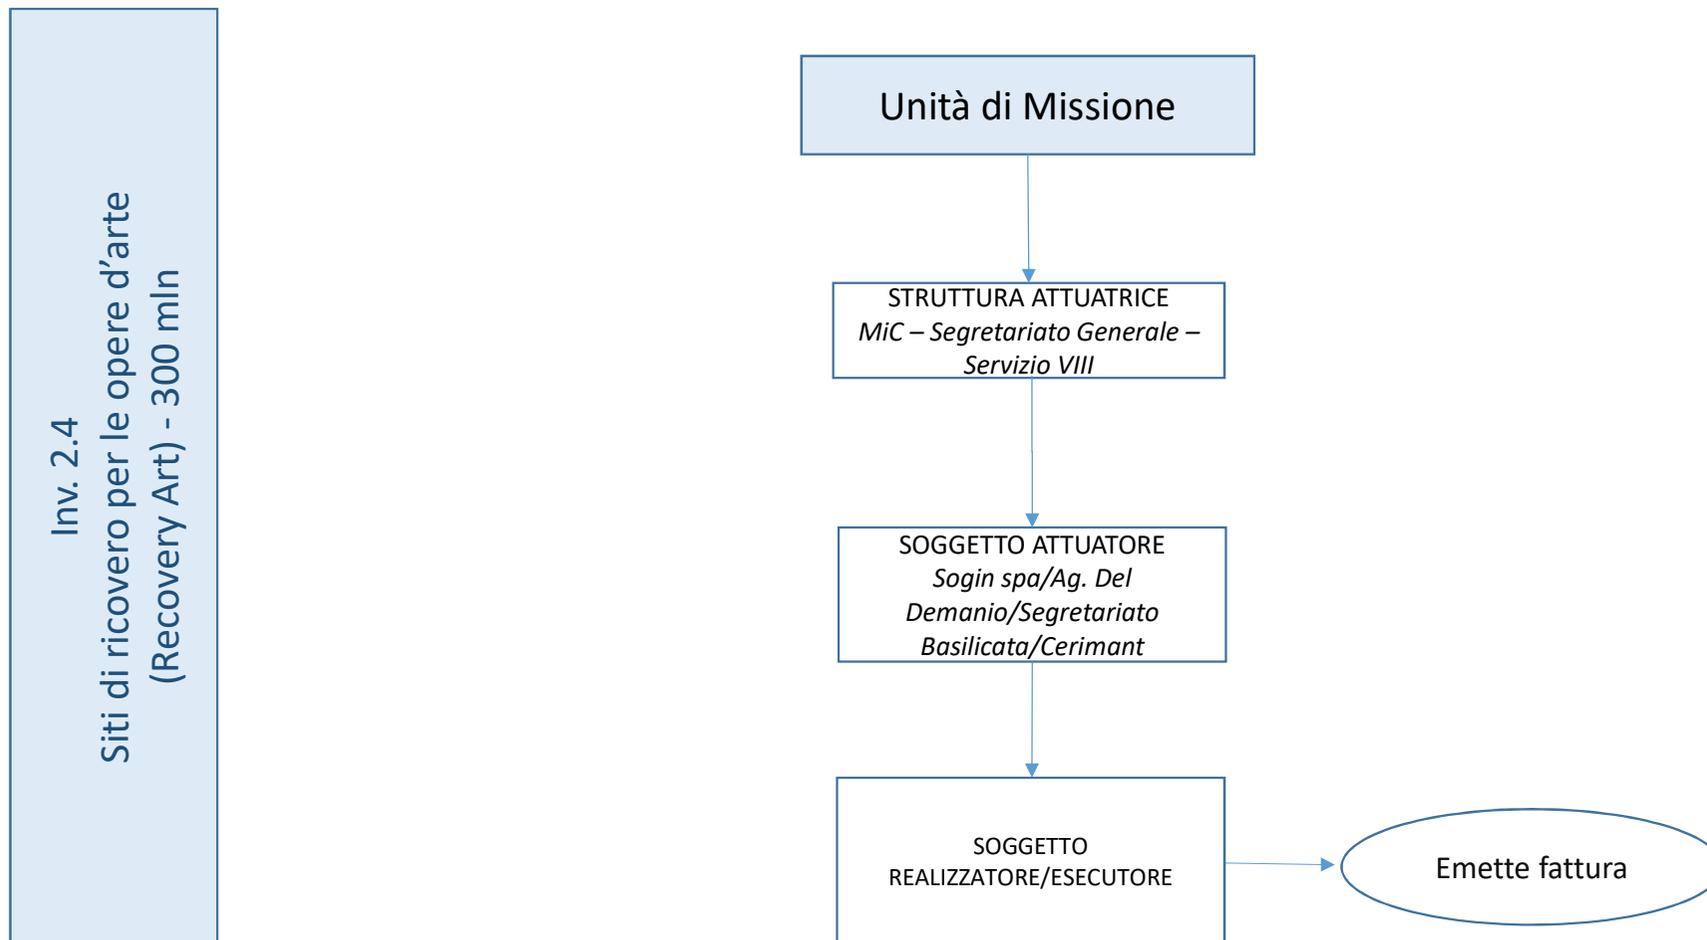 Inv. 2.4
Siti di ricovero per le opere d’arte
(Recovery Art) - 300 mln
Unità di Missione
STRUTTURA ATTUATRICE
MiC – Segretariato Generale –
Servizio VIII
SOGGETTO ATTUATORE
Sogin spa/Ag. Del
Demanio/Segretariato
Basilicata/Cerimant
SOGGETTO
REALIZZATORE/ESECUTORE
Emette fattura